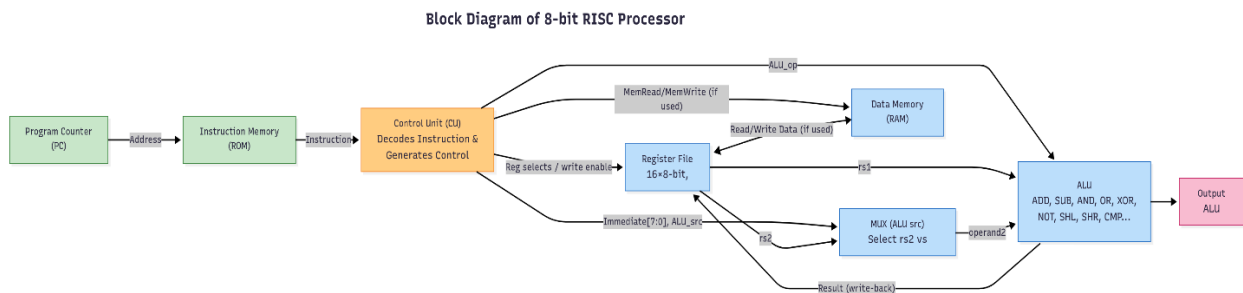 Block Diagram of 8-bit RISC Processor
ALU_op
MemRead/MemWrite (if
used)
Data Memory
(RAM)
Program Counter
(PC)
Address
Instruction Memory
(ROM)
Instruction
Control Unit (CU)
Decodes Instruction &
Generates Control
Read/Write Data (if used)
Reg selects / write enable
Register File
16×8-bit,
rs1
ALU
ADD, SUB, AND, OR, XOR,
NOT, SHL, SHR, CMP...
Output
ALU
Immediate[7:0], ALU_src
rs2
MUX (ALU src)
Select rs2 vs
operand2
Result (write-back)